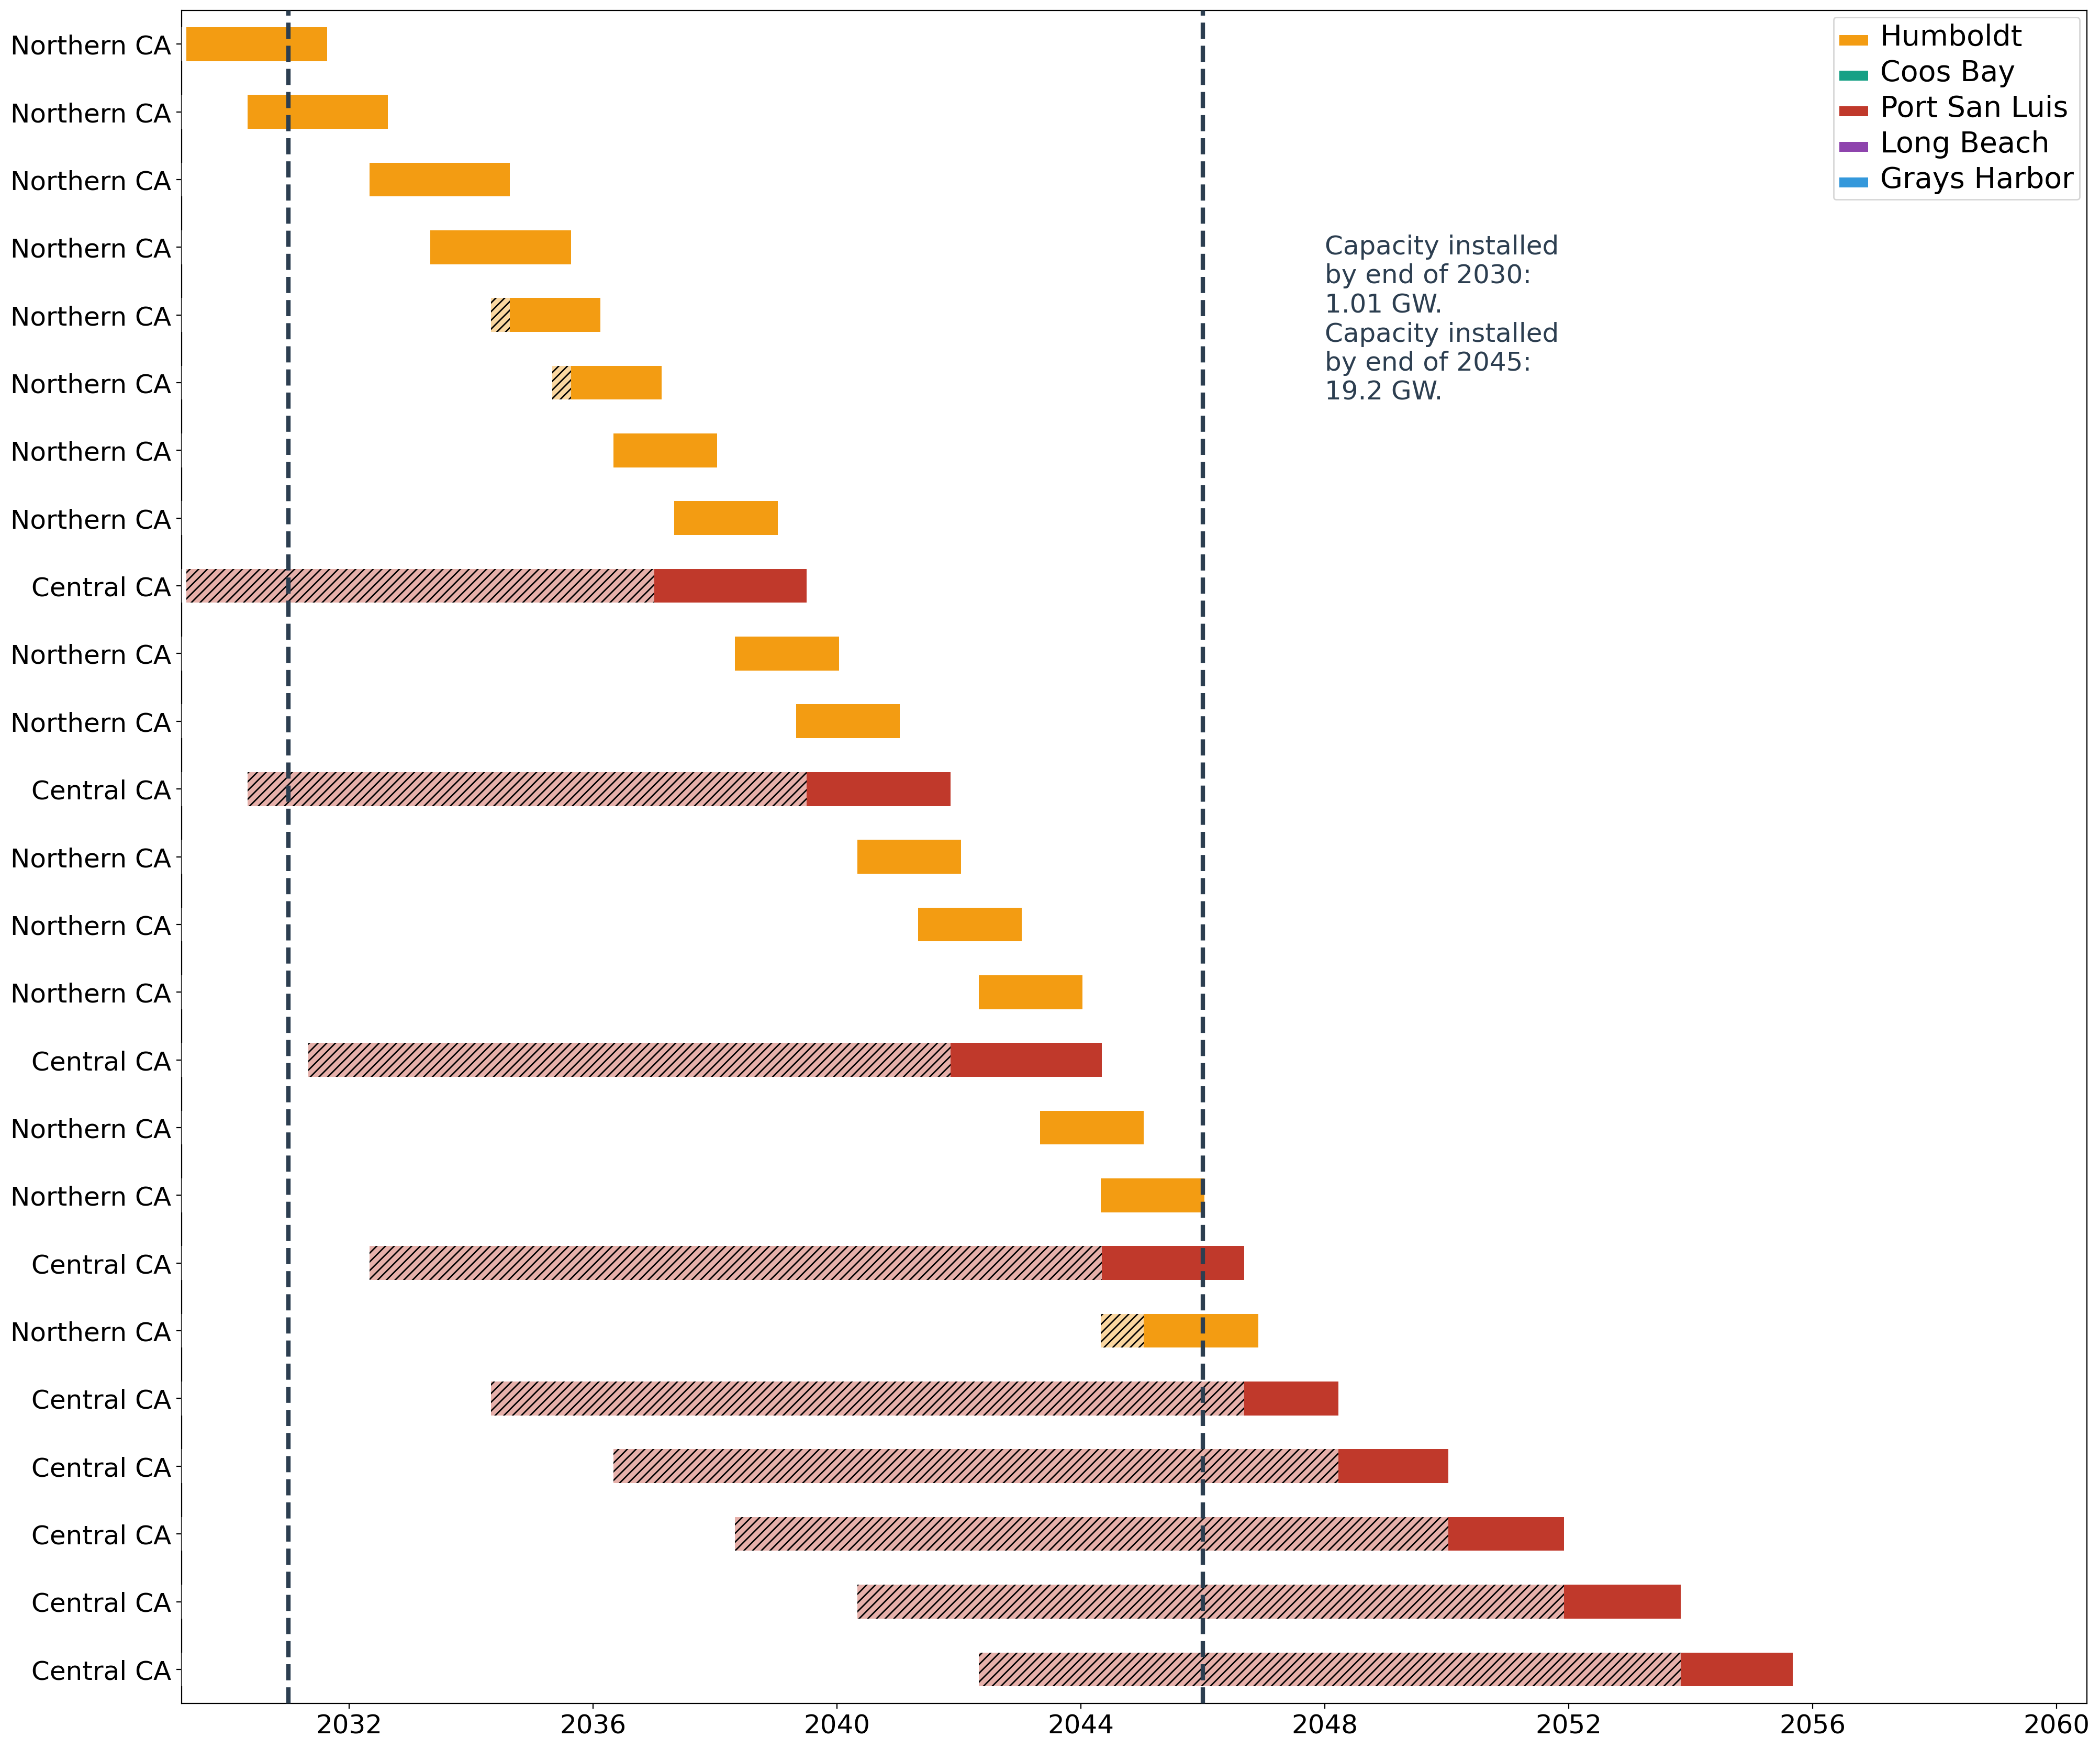 Northern CA
Northern CA
Northern CA
Northern CA
Northern CA
Northern CA
Northern CA
Northern CA
Central CA
Northern CA
Northern CA
Central CA
Northern CA
Northern CA
Northern CA
Central CA
Northern CA
Northern CA
Central CA
Northern CA
Central CA
Central CA
Central CA
Central CA
Central CA
Humboldt
Coos Bay
Port San Luis
Long Beach
Grays Harbor
Capacity installed
by end of 2030:
1.01 GW.
Capacity installed
by end of 2045:
19.2 GW.
2032 2036 2040 2044 2048 2052 2056 2060